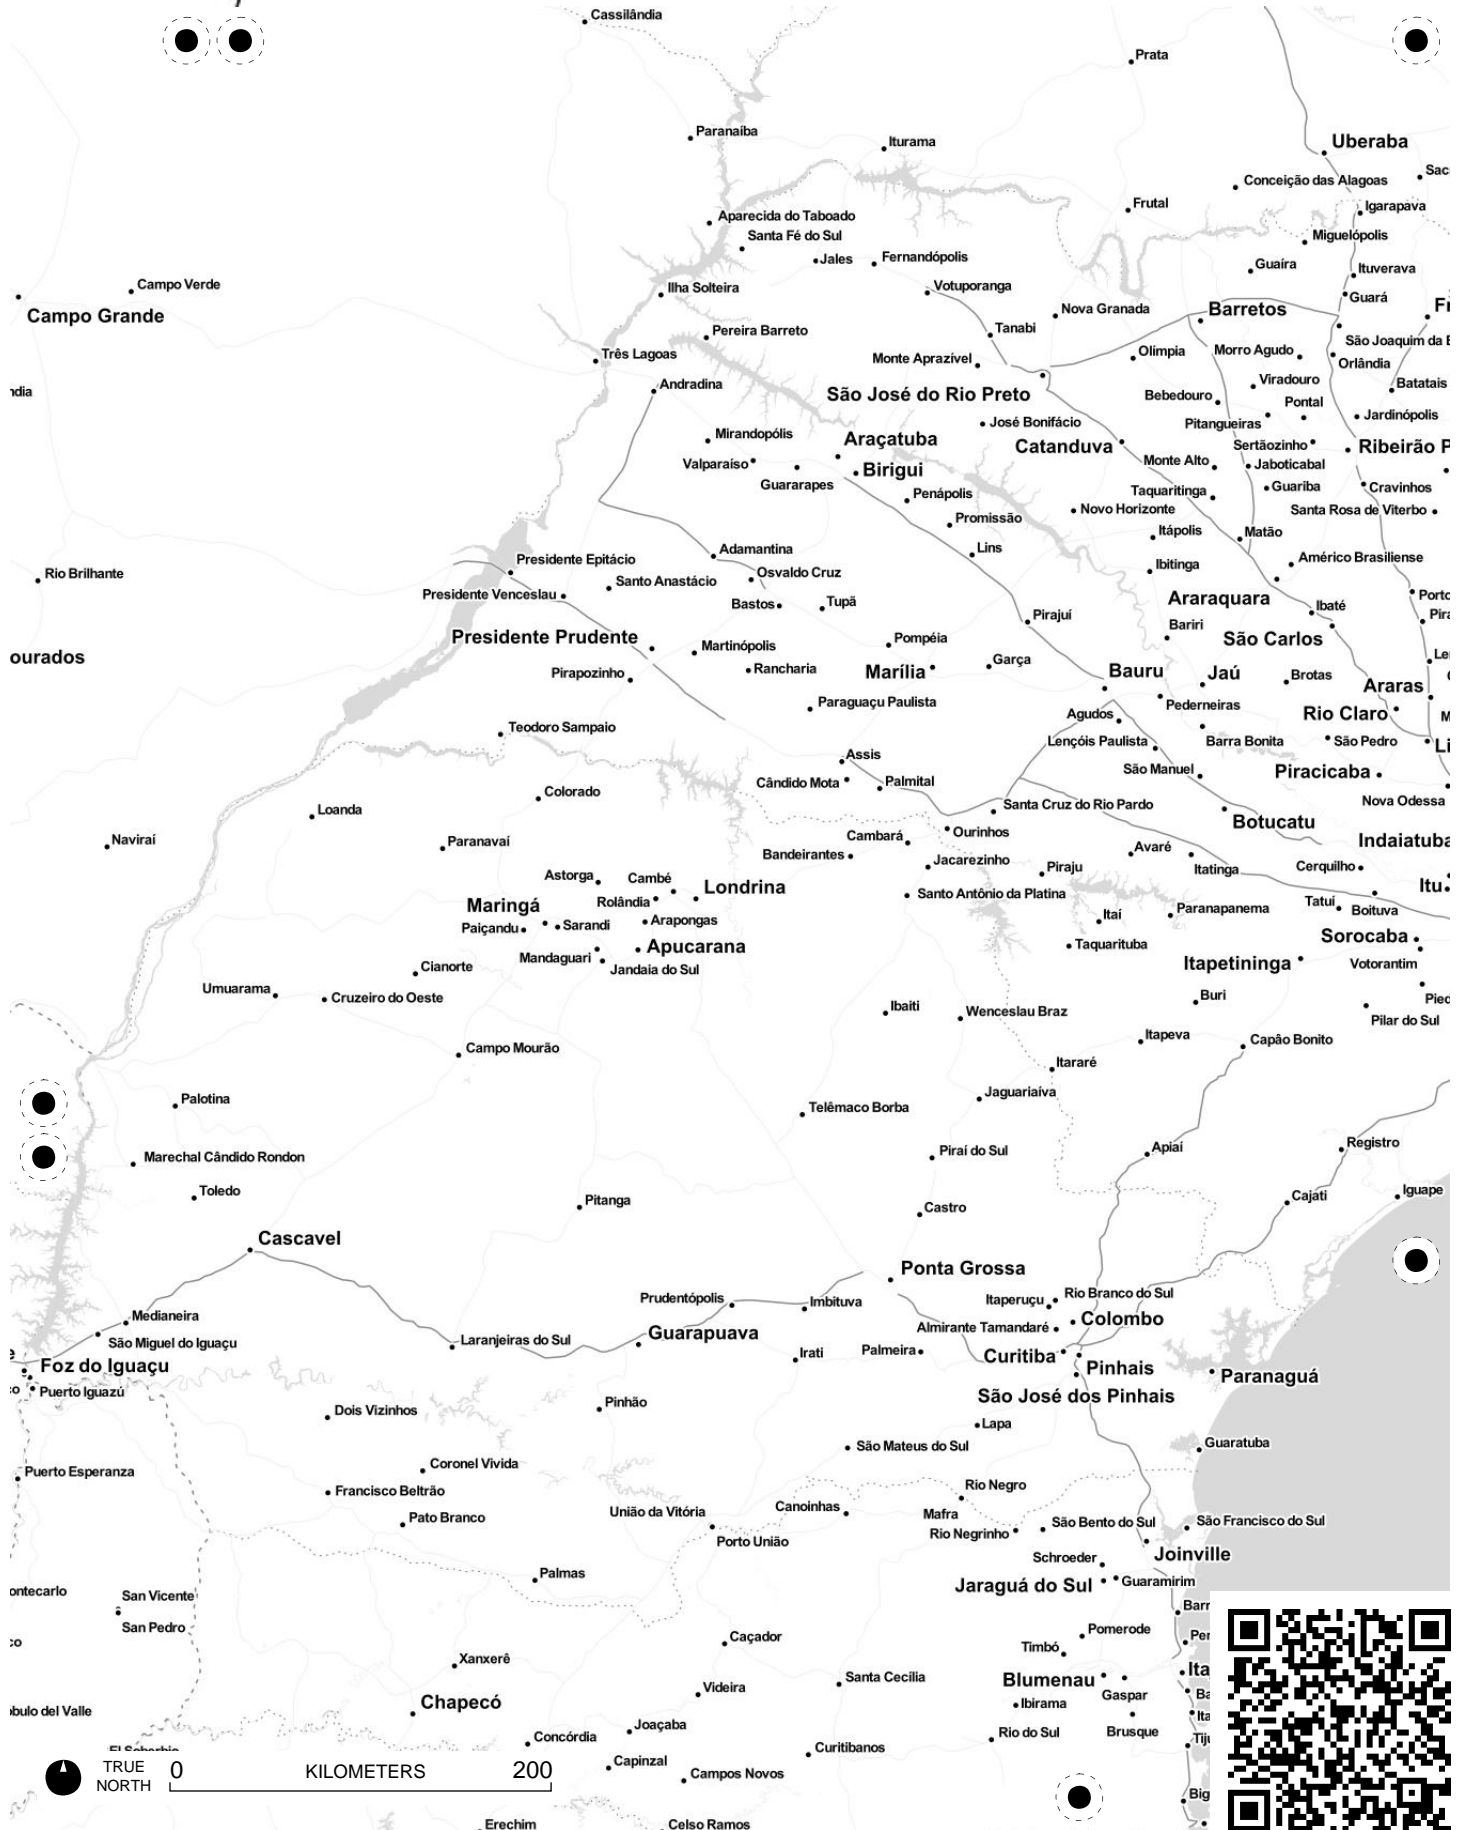 Cassilândia
Prata
Paranaíba
Iturama
Uberaba
Conceição das Alagoas
Frutal
Igarapava
Aparecida do Taboado
Santa Fé do Sul
Miguelópolis
Jales
Fernandópolis
Guaíra
Ituverava
Campo Verde
Ilha Solteira
Votuporanga
Guará
Campo Grande
Nova Granada
Barretos
Pereira Barreto
Tanabi
São Joaquim da B
Três Lagoas
Monte Aprazível
Olímpia
Morro Agudo
Orlândia
Andradina
Viradouro
Batatais
São José do Rio Preto
Bebedouro
Pontal
José Bonifácio
Pitangueiras
Jardinópolis
Mirandopólis
Araçatuba
Catanduva
Sertãozinho
Ribeirão P
Valparaíso
Birigui
Monte Alto
Jaboticabal
Guararapes
Penápolis
Taquaritinga
Guariba
Cravinhos
Promissão
Novo Horizonte
Santa Rosa de Viterbo
Itápolis
Matão
Adamantina
Lins
Presidente Epitácio
Américo Brasiliense
Rio Brilhante
Santo Anastácio
Osvaldo Cruz
Ibitinga
Presidente Venceslau
Bastos
Tupã
Araraquara
Ibaté
Pirajuí
Bariri
Presidente Prudente
Pompéia
São Carlos
Martinópolis
ourados
Pirapozinho
Rancharia
Marília
Garça
Bauru
Jaú
Brotas
Araras
Paraguaçu Paulista
Pederneiras
Rio Claro
Teodoro Sampaio
Agudos
Lençóis Paulista
Barra Bonita
São Pedro
Assis
São Manuel
Piracicaba
Cândido Mota
Palmital
Colorado
Nova Odessa
Loanda
Santa Cruz do Rio Pardo
Botucatu
Naviraí
Paranavaí
Cambará
Ourinhos
Indaiatuba
Bandeirantes
Jacarezinho
Piraju
Avaré
Itatinga
Cerquilho
Astorga
Cambé
Londrina
Santo Antônio da Platina
Itu
Maringá
Rolândia
Tatuí
Boituva
Paiçandu
Sarandi
Arapongas
Itaí
Paranapanema
Sorocaba
Mandaguari
Apucarana
Taquarituba
Jandaia do Sul
Itapetininga
Votorantim
Cianorte
Umuarama
Cruzeiro do Oeste
Ibaiti
Wenceslau Braz
Buri
Pied
Pilar do Sul
Campo Mourão
Itapeva
Capâo Bonito
Itararé
Palotina
Telêmaco Borba
Jaguariaíva
Marechal Cândido Rondon
Piraí do Sul
Apiaí
Registro
Toledo
Pitanga
Castro
Cajati
Iguape
Cascavel
Ponta Grossa
Medianeira
Prudentópolis
Imbituva
Itaperuçu
Rio Branco do Sul
São Miguel do Iguaçu
Laranjeiras do Sul
Guarapuava
Almirante Tamandaré
Colombo
Foz do Iguaçu
Irati
Palmeira
Curitiba
Pinhais
Puerto Iguazú
Paranaguá
São José dos Pinhais
Dois Vizinhos
Pinhão
Lapa
Puerto Esperanza
Coronel Vivida
São Mateus do Sul
Guaratuba
Francisco Beltrão
Rio Negro
Pato Branco
União da Vitória
Canoinhas
Mafra
São Bento do Sul
São Francisco do Sul
Porto União
Rio Negrinho
Joinville
Schroeder
Palmas
Jaraguá do Sul
Guaramirim
ontecarlo
San Vicente
San Pedro
Barr
Caçador
Timbó
Pomerode
Xanxerê
Santa Cecília
Blumenau
Chapecó
Videira
Ibirama
Gaspar
Joaçaba
Rio do Sul
Brusque
Concórdia
Curitibanos
Capinzal
Campos Novos
TRUE
NORTH
0 KILOMETERS 200
Erechim
Celso Ramos